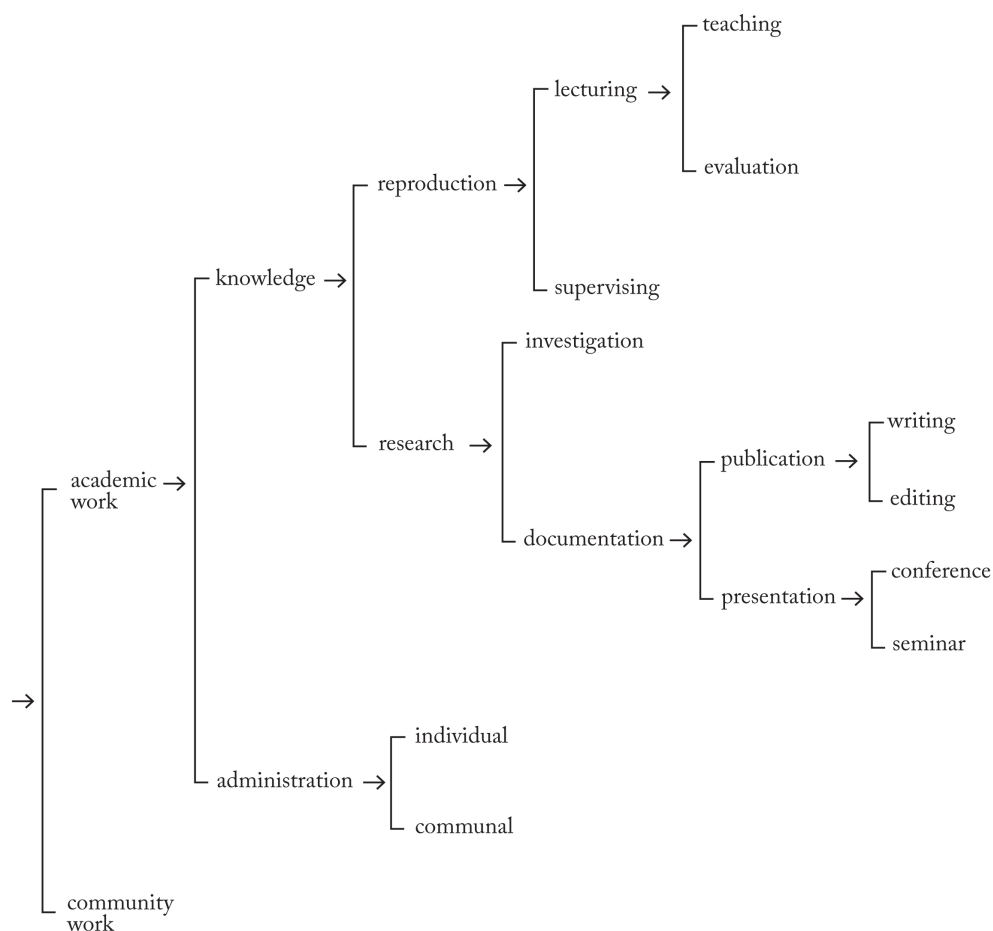 teaching
lecturing
evaluation
reproduction
knowledge
supervising
investigation
writing
research
publication
academic
work
editing
documentation
conference
presentation
seminar
individual
administration
communal
community
work